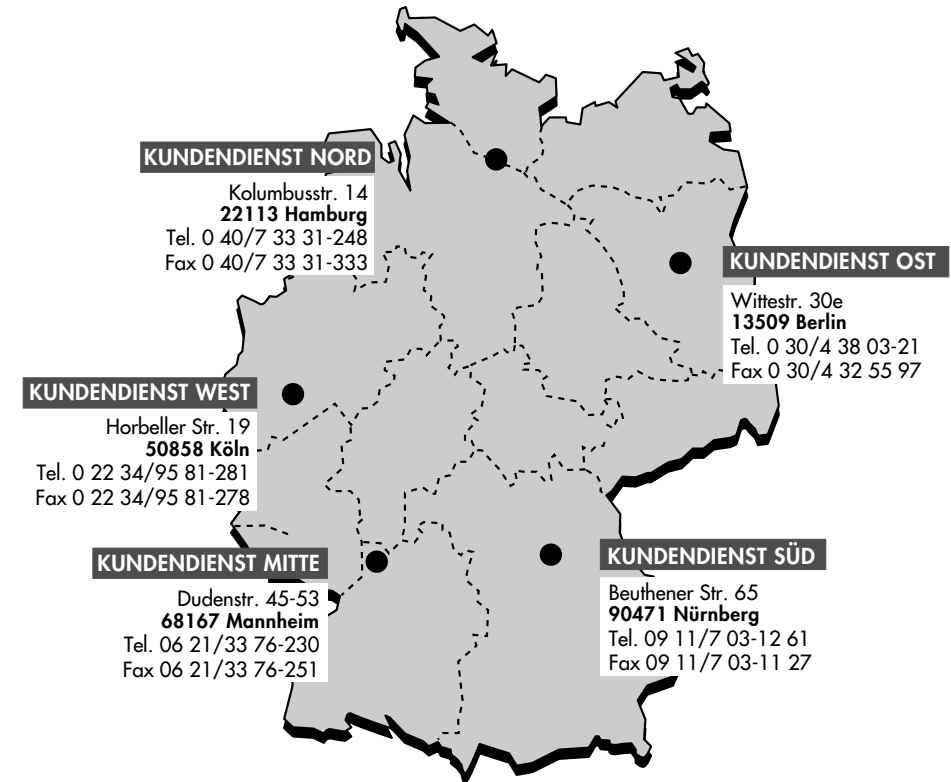 KUNDENDIENST NORD
Kolumbusstr. 14
22113 Hamburg
Tel. 0 40/7 33 31-248
Fax 0 40/7 33 31-333
KUNDENDIENST OST
Wittestr. 30e
13509 Berlin
Tel. 0 30/4 38 03-21
Fax 0 30/4 32 55 97
KUNDENDIENST WEST
Horbeller Str. 19
50858 Köln
Tel. 0 22 34/95 81-281
Fax 0 22 34/95 81-278
KUNDENDIENST MITTE
Dudenstr. 45-53
68167 Mannheim
Tel. 06 21/33 76-230
Fax 06 21/33 76-251
KUNDENDIENST SÜD
Beuthener Str. 65
90471 Nürnberg
Tel. 09 11/7 03-12 61
Fax 09 11/7 03-11 27